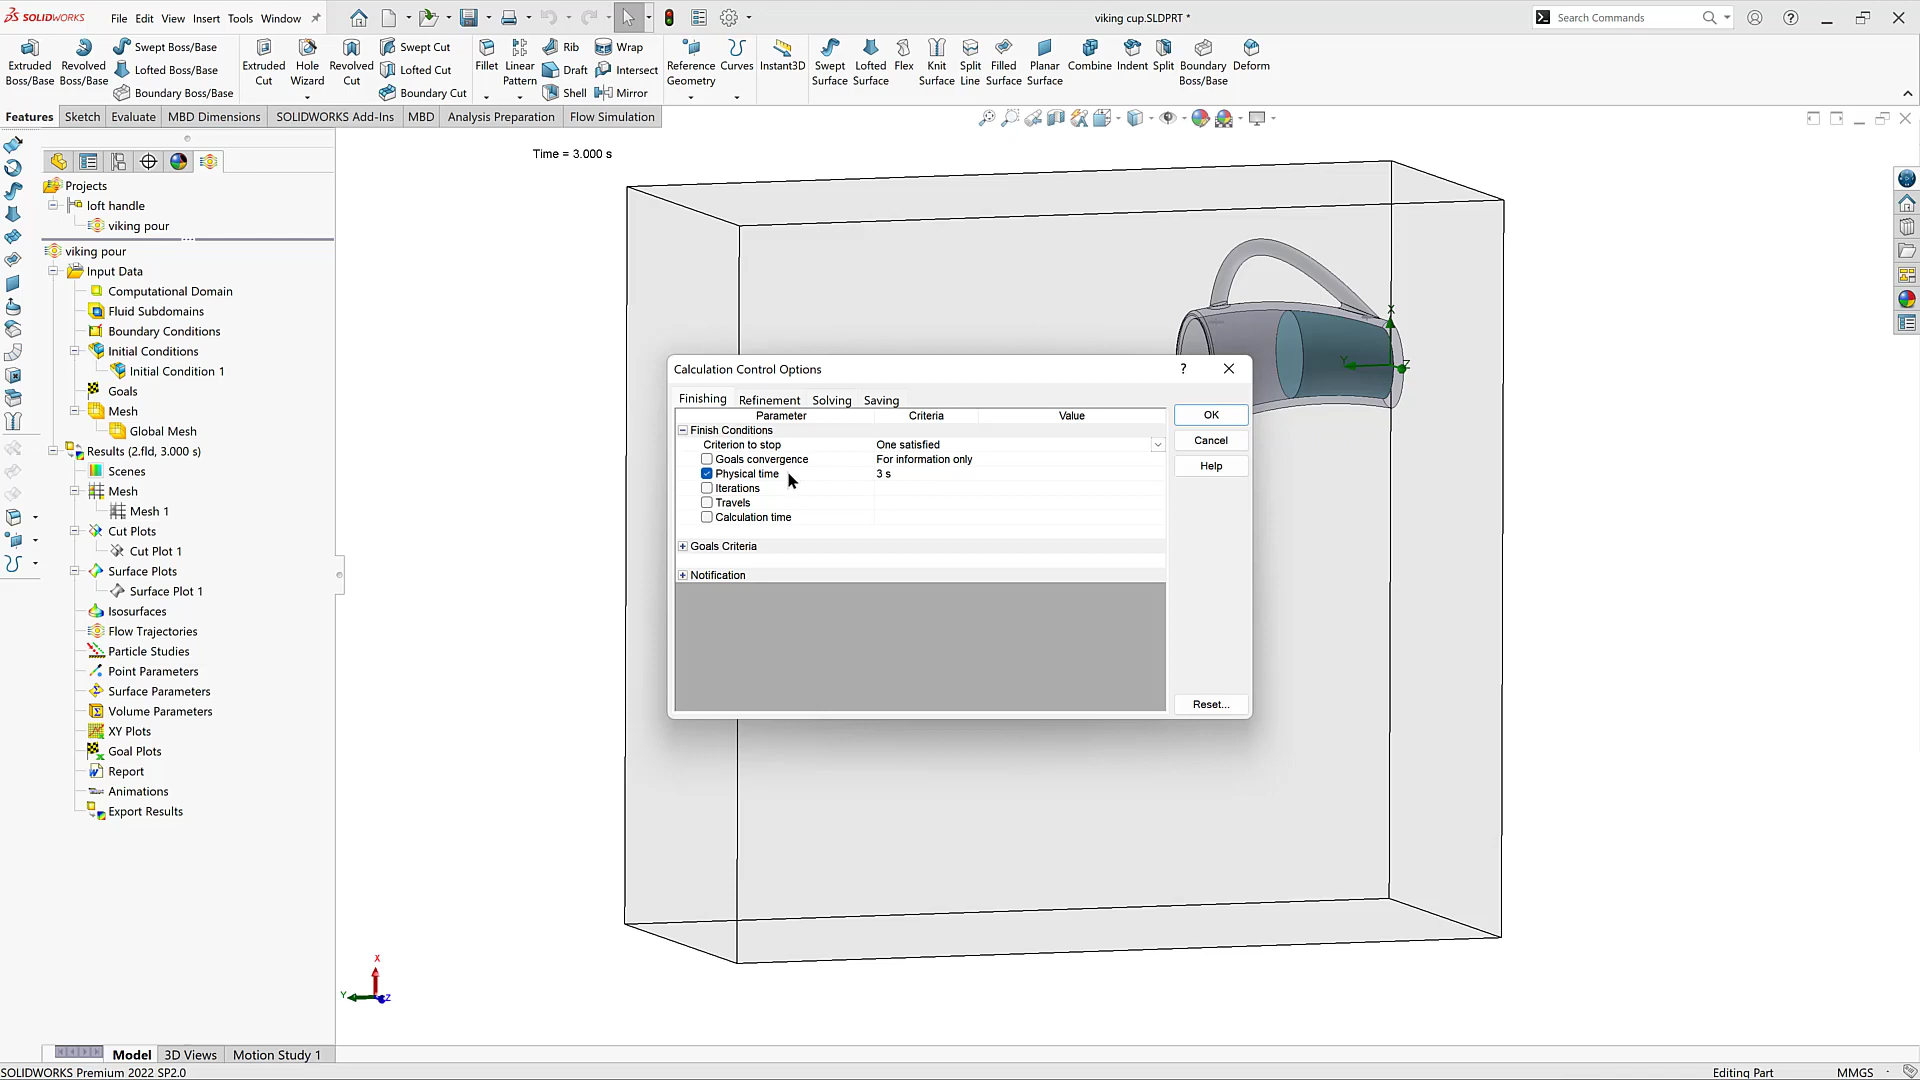 SOLIDWORKS File Edit View Insert Tools Window viking cup.SLDPRT * Search Commands
Extruded Boss/Base
Revolved Boss/Base
Swept Boss/Base
Lofted Boss/Base
Boundary Boss/Base
Extruded Cut
Hole Wizard
Revolved Cut
Swept Cut
Lofted Cut
Boundary Cut
Fillet
Linear Pattern
Rib
Draft
Shell
Wrap
Intersect
Mirror
Reference Geometry
Curves
Instant3D
Swept Surface
Lofted Surface
Flex
Knit Surface
Split Line
Filled Surface
Planar Surface
Combine
Indent
Split
Boundary Boss/Base
Deform
Features Sketch Evaluate MBD Dimensions SOLIDWORKS Add-Ins MBD Analysis Preparation Flow Simulation
Time = 3.000 s
Projects
loft handle
viking pour
viking pour
Input Data
Computational Domain
Fluid Subdomains
Boundary Conditions
Initial Conditions
Initial Condition 1
Goals
Mesh
Global Mesh
Results (2.fld, 3.000 s)
Scenes
Mesh
Mesh 1
Cut Plots
Cut Plot 1
Surface Plots
Surface Plot 1
Isosurfaces
Flow Trajectories
Particle Studies
Point Parameters
Surface Parameters
Volume Parameters
XY Plots
Goal Plots
Report
Animations
Export Results
X
Y
Z
Calculation Control Options ?
Finishing Refinement Solving Saving
Parameter Criteria Value
Finish Conditions
Criterion to stop One satisfied
Goals convergence For information only
Physical time 3 s
Iterations
Travels
Calculation time
Goals Criteria
Notification
OK
Cancel
Help
Reset...
X
Y
Z
Model 3D Views Motion Study 1
SOLIDWORKS Premium 2022 SP2.0 Editing Part MMGS